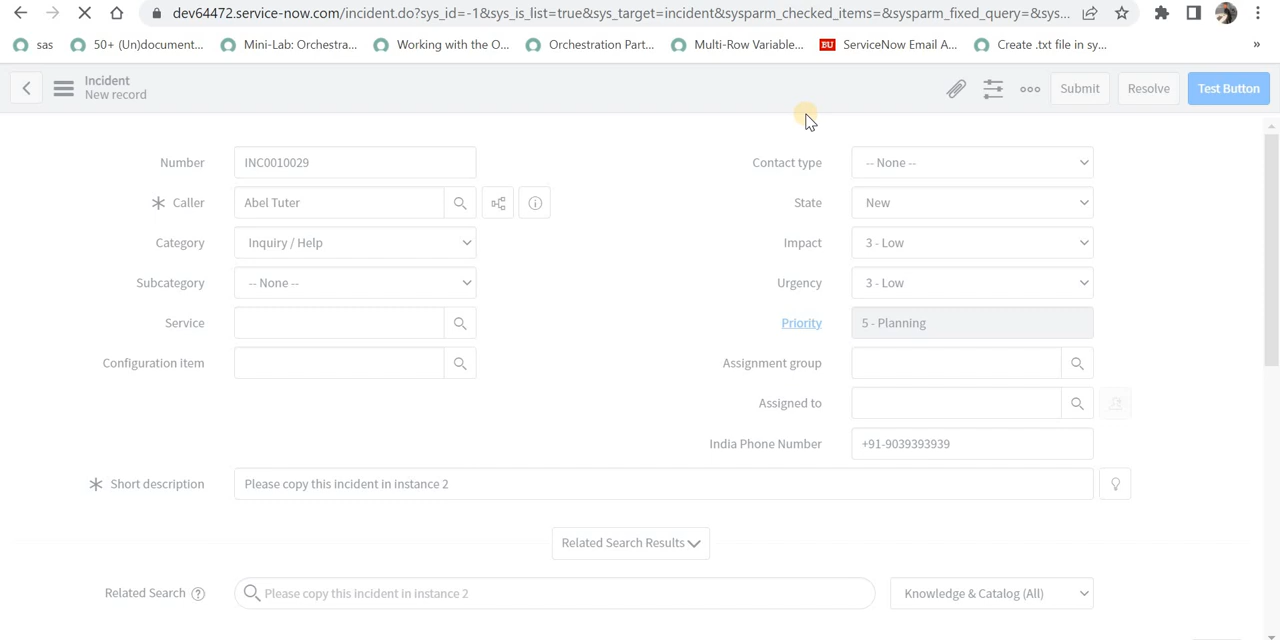 dev64472.service-now.com/incident.do?sys_id=-1&sys_is_list=true&sys_target=incident&sysparm_checked_items=&sysparm_fixed_query=&sys...
sas 50+ (Un)document... Mini-Lab: Orchestra... Working with the O... Orchestration Part... Multi-Row Variable... EU ServiceNow Email A... Create .txt file in sy... »
Incident
New record
Submit Resolve Test Button
Number INC0010029 Contact type -- None --
Caller Abel Tuter State New
Category Inquiry / Help Impact 3 - Low
Subcategory -- None -- Urgency 3 - Low
Service Priority 5 - Planning
Configuration item Assignment group
Assigned to
India Phone Number +91-9039393939
Short description Please copy this incident in instance 2
Related Search Results
Related Search ? Please copy this incident in instance 2 Knowledge & Catalog (All)